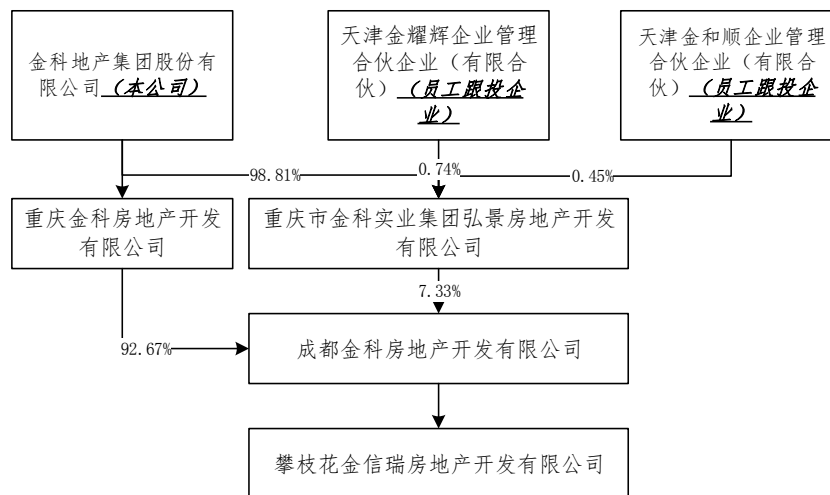 金科地产集团股份有
限公司（本公司）
天津金耀辉企业管理
合伙企业（有限合
伙）（员工跟投企
业）
天津金和顺企业管理
合伙企业（有限合
伙）（员工跟投企
业）
98.81%
0.74%
0.45%
重庆金科房地产开发
有限公司
重庆市金科实业集团弘景房地产开发
有限公司
7.33%
92.67%
成都金科房地产开发有限公司
攀枝花金信瑞房地产开发有限公司